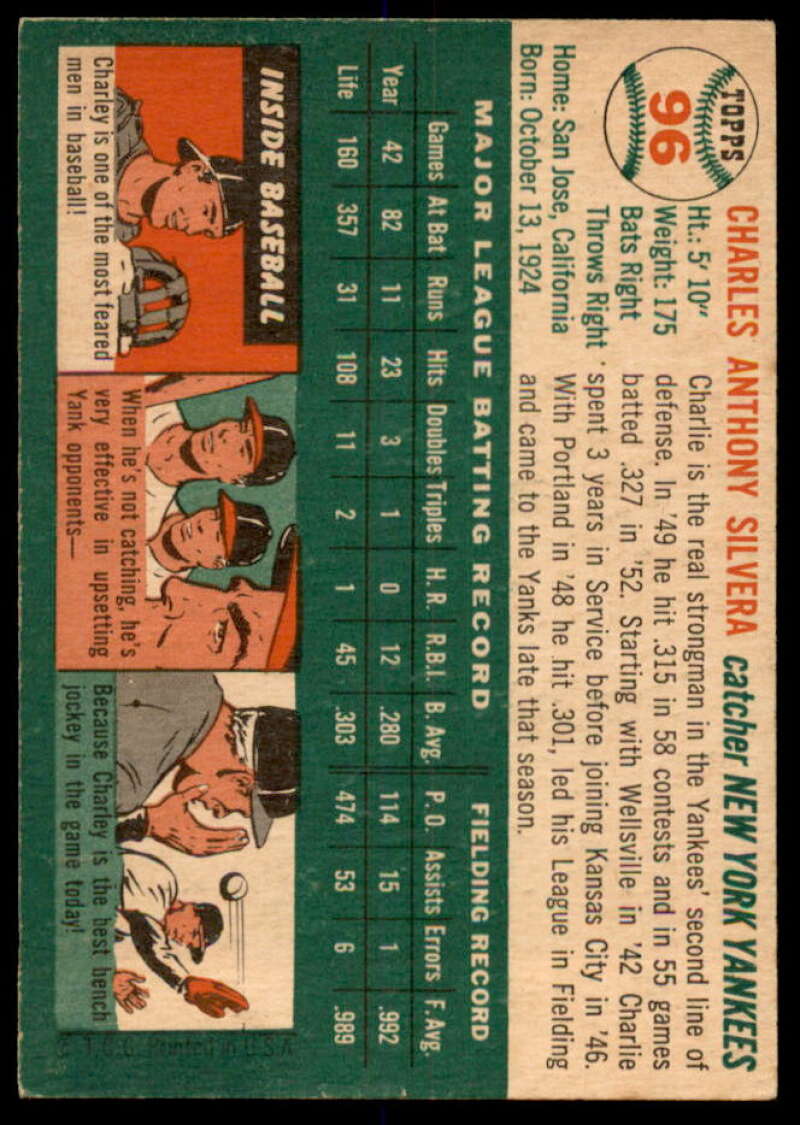 TOPPS
96
CHARLES ANTHONY SILVERA catcher NEW YORK YANKEES
Ht.: 5' 10"
Weight: 175
Bats Right
Throws Right
Home: San Jose, California
Born: October 13, 1924
Charlie is the real strongman in the Yankees' second line of
defense. In '49 he hit .315 in 58 contests and in 55 games
batted .327 in '52. Starting with Wellsville in '42 Charlie
spent 3 years in Service before joining Kansas City in '46.
With Portland in '48 he hit .301, led his League in Fielding
and came to the Yanks late that season.
MAJOR LEAGUE BATTING RECORD FIELDING RECORD
Games At Bat Runs Hits Doubles Triples H. R. R.B.I. B. Avg. P. O. Assists Errors F. Avg.
Year 42 82 11 23 3 1 0 12 .280 114 15 1 .992
Life 160 357 31 108 11 2 1 45 .303 474 53 6 .989
INSIDE BASEBALL
Charley is one of the most feared
men in baseball!
When he's not catching, he's
very effective in upsetting
Yank opponents—
Because Charley is the best bench
jockey in the game today!
T. C. G. Printed in U.S.A.